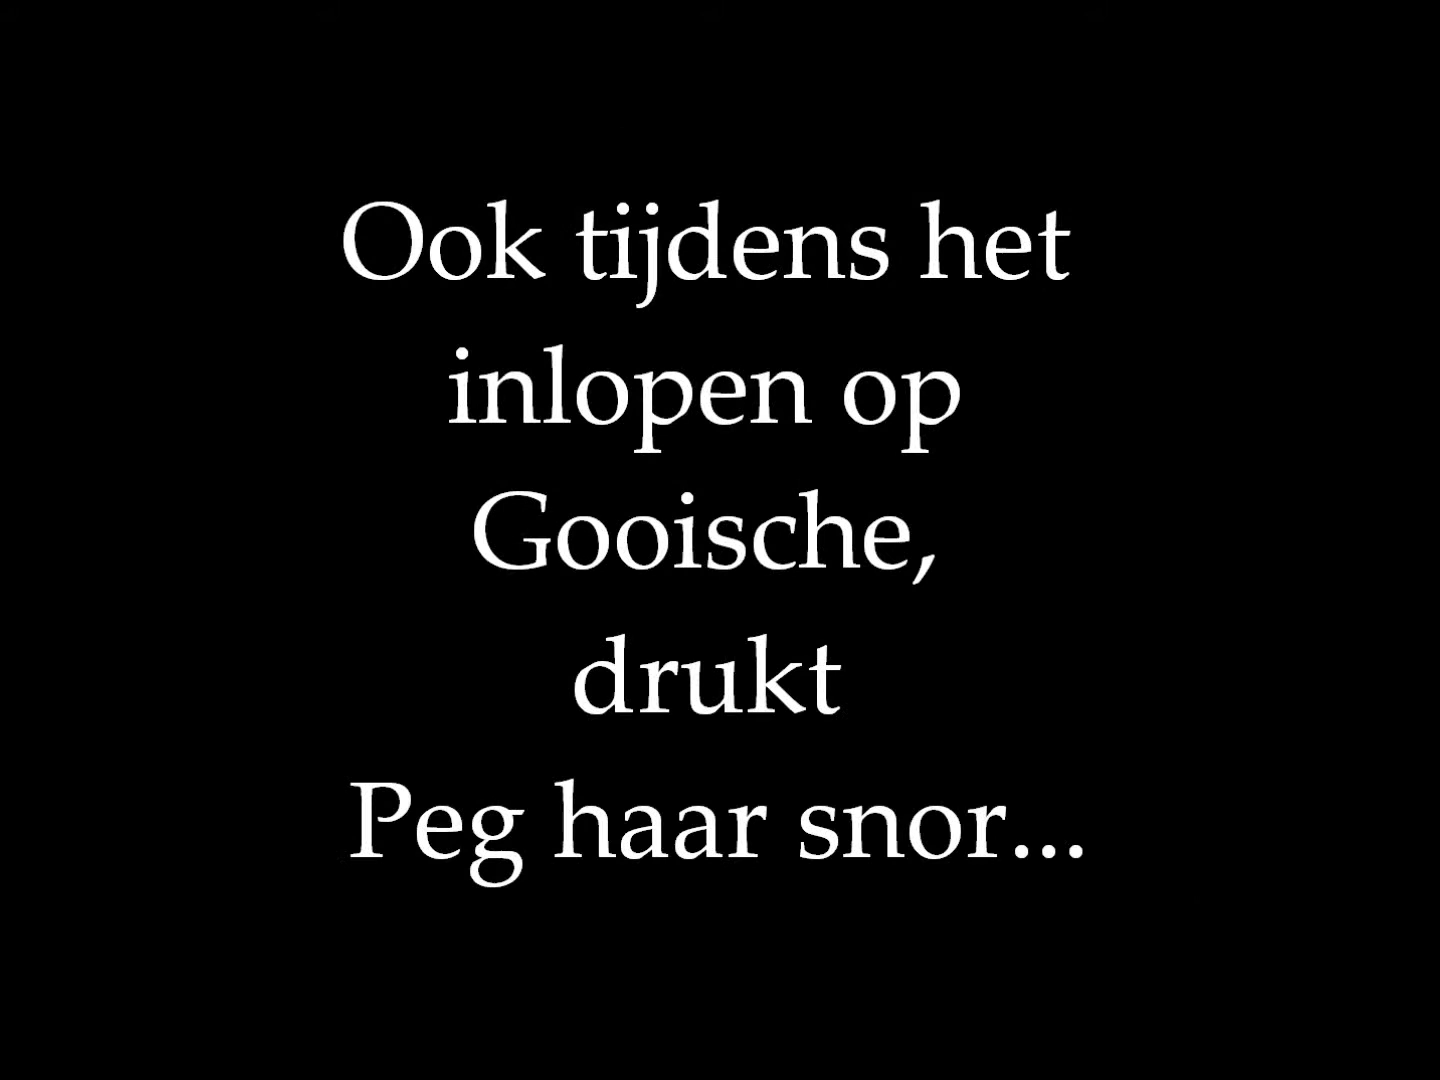 Ook tijdens het
inlopen op
Gooische,
drukt
Peg haar snor...